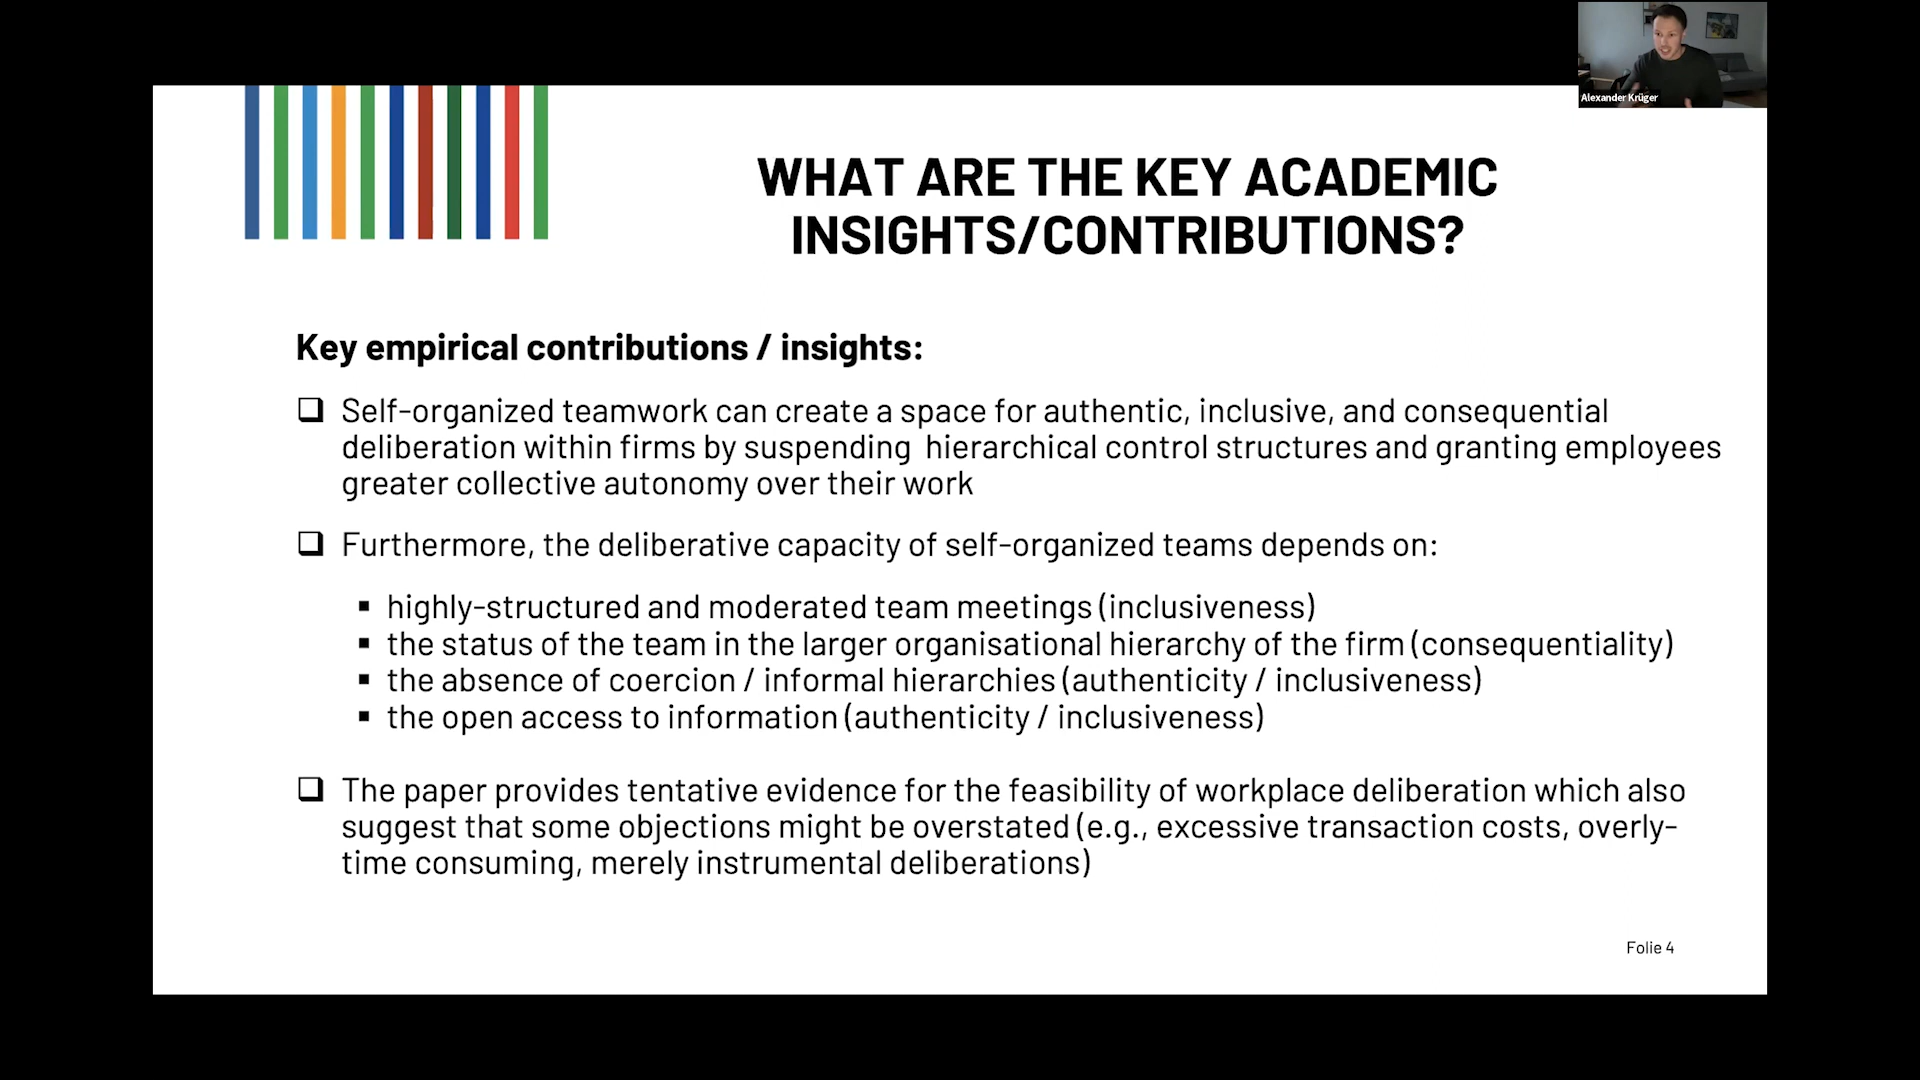 Alexander Krüger
WHAT ARE THE KEY ACADEMIC
INSIGHTS/CONTRIBUTIONS?
Key empirical contributions / insights:
Self-organized teamwork can create a space for authentic, inclusive, and consequential
deliberation within firms by suspending  hierarchical control structures and granting employees
greater collective autonomy over their work
Furthermore, the deliberative capacity of self-organized teams depends on:
highly-structured and moderated team meetings (inclusiveness)
the status of the team in the larger organisational hierarchy of the firm (consequentiality)
the absence of coercion / informal hierarchies (authenticity / inclusiveness)
the open access to information (authenticity / inclusiveness)
The paper provides tentative evidence for the feasibility of workplace deliberation which also
suggest that some objections might be overstated (e.g., excessive transaction costs, overly-
time consuming, merely instrumental deliberations)
Folie 4